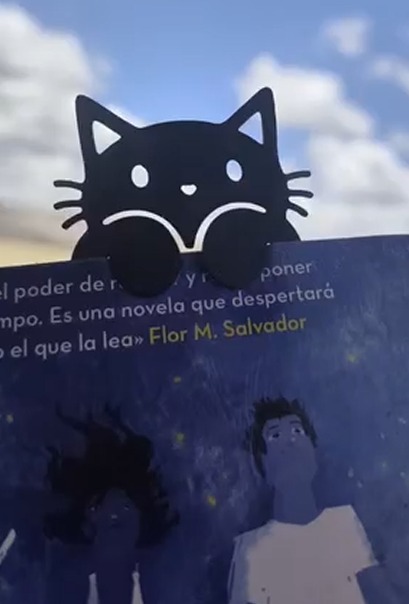 el poder de y poner
mpo. Es una novela que despertará
o el que la lea» Flor M. Salvador